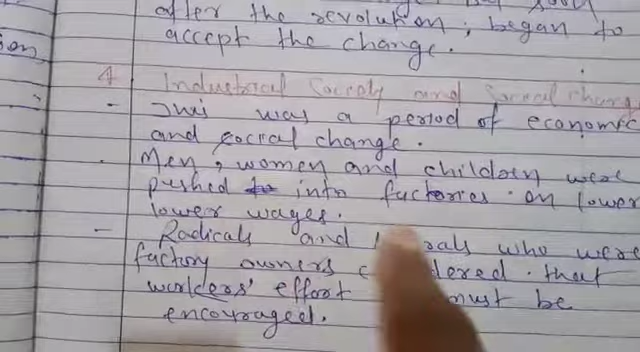 after the revolution, began to
accept the change.
4 Industrial Society and Social change
- This was a period of economic
and social change.
. Men, women and children were
pushed into factories on lower
lower wages.
- Radicals and who were
factory owners that
workers' effort must be
encouraged.